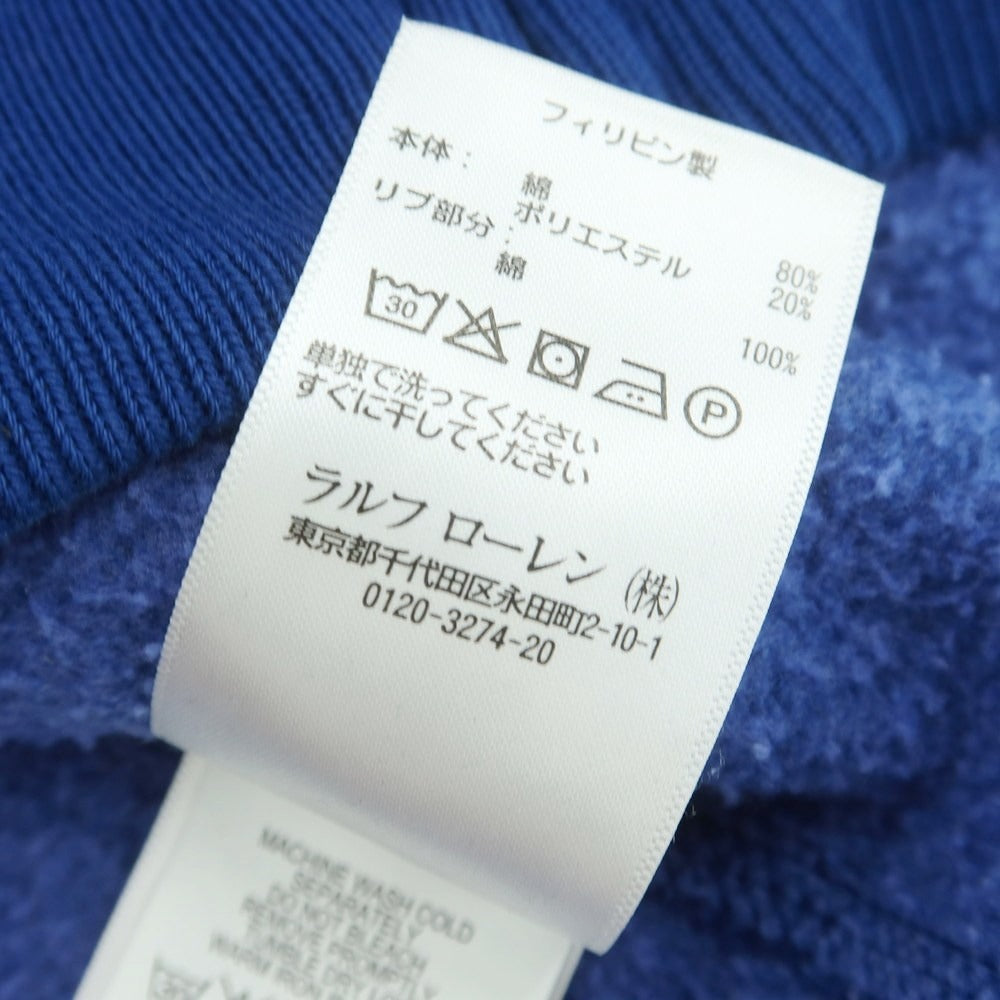 フィリピン製
本体: 綿 80%
ポリエステル 20%
リブ部分:
綿 100%
30 P
単独で洗ってください
すぐに干してください
ラルフ ローレン (株)
東京都千代田区永田町2-10-1
0120-3274-20
MACHINE WASH COLD
SEPARATELY
DO NOT BLEACH
REMOVE PROMPTLY
TUMBLE DRY
WARM IRON